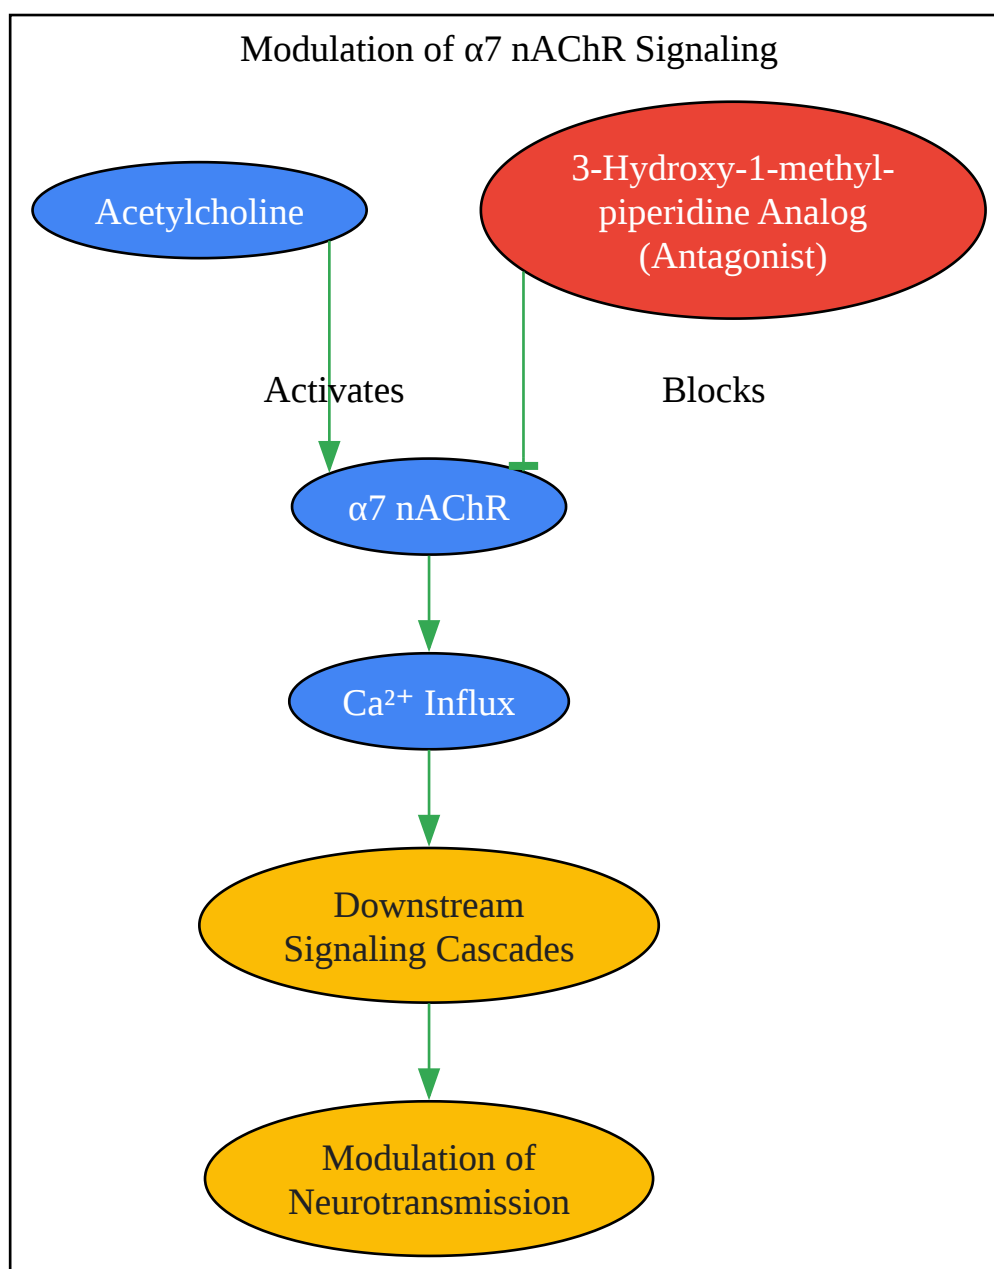 Modulation of α7 nAChR Signaling
Acetylcholine
3-Hydroxy-1-methyl-
piperidine Analog
(Antagonist)
Activates
Blocks
α7 nAChR
Ca²⁺ Influx
Downstream
Signaling Cascades
Modulation of
Neurotransmission